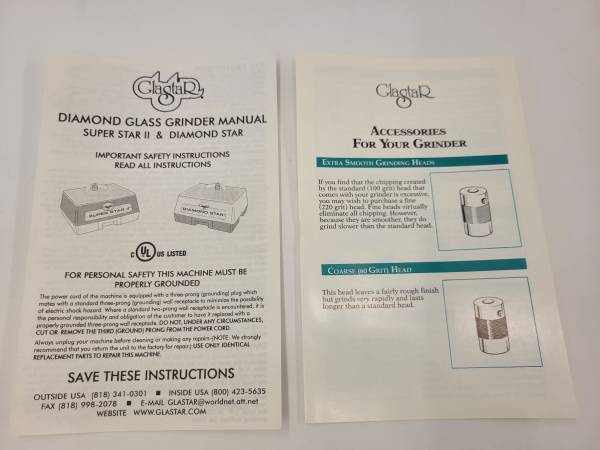 GlaStaR
DIAMOND GLASS GRINDER MANUAL
SUPER STAR II & DIAMOND STAR
IMPORTANT SAFETY INSTRUCTIONS
READ ALL INSTRUCTIONS
SUPER STAR II
DIAMOND STAR
C UL US LISTED
FOR PERSONAL SAFETY THIS MACHINE MUST BE
PROPERLY GROUNDED
The power cord of the machine is equipped with a three-prong (grounding) plug which
mates with a standard three-prong (grounding) wall receptacle to minimize the possibility
of electric shock hazard. Where a standard two-prong wall receptacle is encountered, it is
the personal responsibility and obligation of the customer to have it replaced with a
properly grounded three-prong wall receptacle. DO NOT, UNDER ANY CIRCUMSTANCES,
CUT OR REMOVE THE THIRD (GROUND) PRONG FROM THE POWER CORD.
Always unplug your machine before cleaning or making any repairs. (NOTE: We strongly
recommend that you return the unit to the factory for repair.) USE ONLY IDENTICAL
REPLACEMENT PARTS TO REPAIR THIS MACHINE.
SAVE THESE INSTRUCTIONS
OUTSIDE USA (818) 341-0301 ■ INSIDE USA (800) 423-5635
FAX (818) 998-2078 ■ E-MAIL GLASTAR@worldnet.att.net
WEBSITE WWW.GLASTAR.COM
GlaStaR
ACCESSORIES
FOR YOUR GRINDER
EXTRA SMOOTH GRINDING HEADS
If you find that the chipping created
by the standard (100 grit) head that
comes with your grinder is excessive,
you may wish to purchase a fine
(220 grit) head. Fine heads virtually
eliminate all chipping. However,
because they are smoother, they do
grind slower than the standard head.
COARSE (60 GRIT) HEAD
This head leaves a fairly rough finish
but grinds very rapidly and lasts
longer than a standard head.